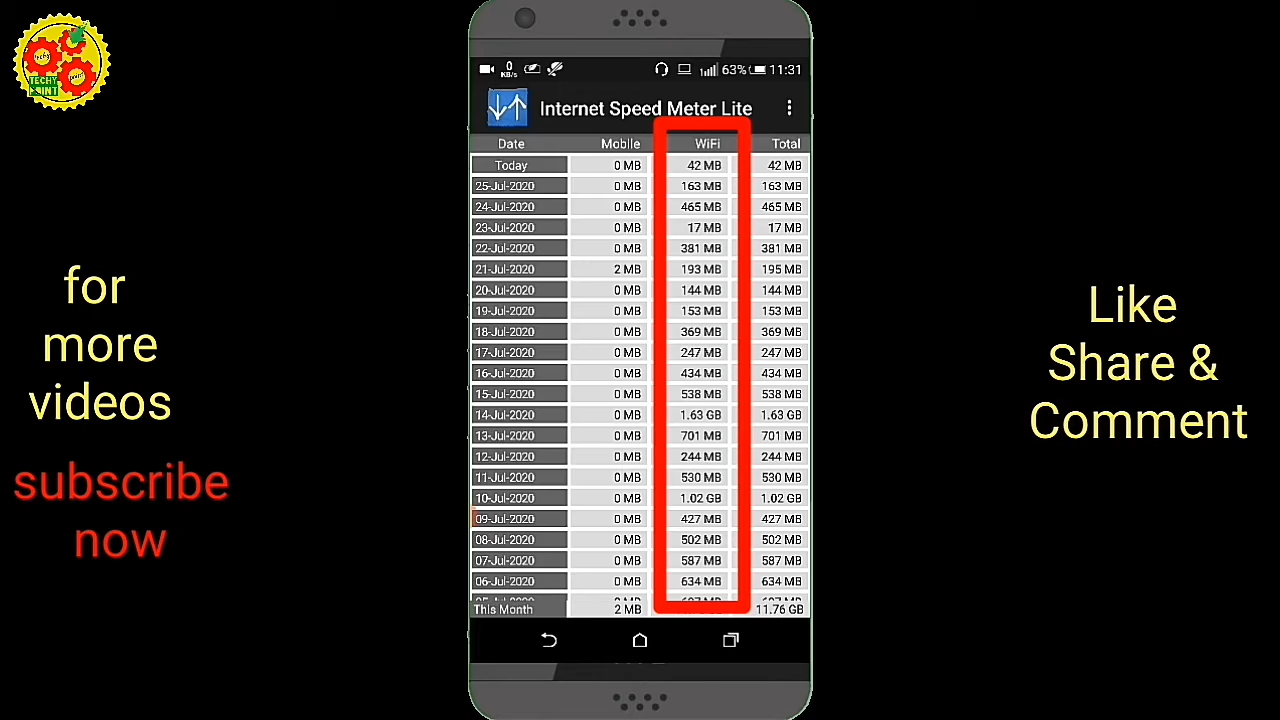 TECHY
POINT
for
more
videos
subscribe
now
0
KB/s
63%
11:31
Internet Speed Meter Lite
Date Mobile WiFi Total
Today 0 MB 42 MB 42 MB
25-Jul-2020 0 MB 163 MB 163 MB
24-Jul-2020 0 MB 465 MB 465 MB
23-Jul-2020 0 MB 17 MB 17 MB
22-Jul-2020 0 MB 381 MB 381 MB
21-Jul-2020 2 MB 193 MB 195 MB
20-Jul-2020 0 MB 144 MB 144 MB
19-Jul-2020 0 MB 153 MB 153 MB
18-Jul-2020 0 MB 369 MB 369 MB
17-Jul-2020 0 MB 247 MB 247 MB
16-Jul-2020 0 MB 434 MB 434 MB
15-Jul-2020 0 MB 538 MB 538 MB
14-Jul-2020 0 MB 1.63 GB 1.63 GB
13-Jul-2020 0 MB 701 MB 701 MB
12-Jul-2020 0 MB 244 MB 244 MB
11-Jul-2020 0 MB 530 MB 530 MB
10-Jul-2020 0 MB 1.02 GB 1.02 GB
09-Jul-2020 0 MB 427 MB 427 MB
08-Jul-2020 0 MB 502 MB 502 MB
07-Jul-2020 0 MB 587 MB 587 MB
06-Jul-2020 0 MB 634 MB 634 MB
This Month 2 MB 11.76 GB
Like
Share &
Comment